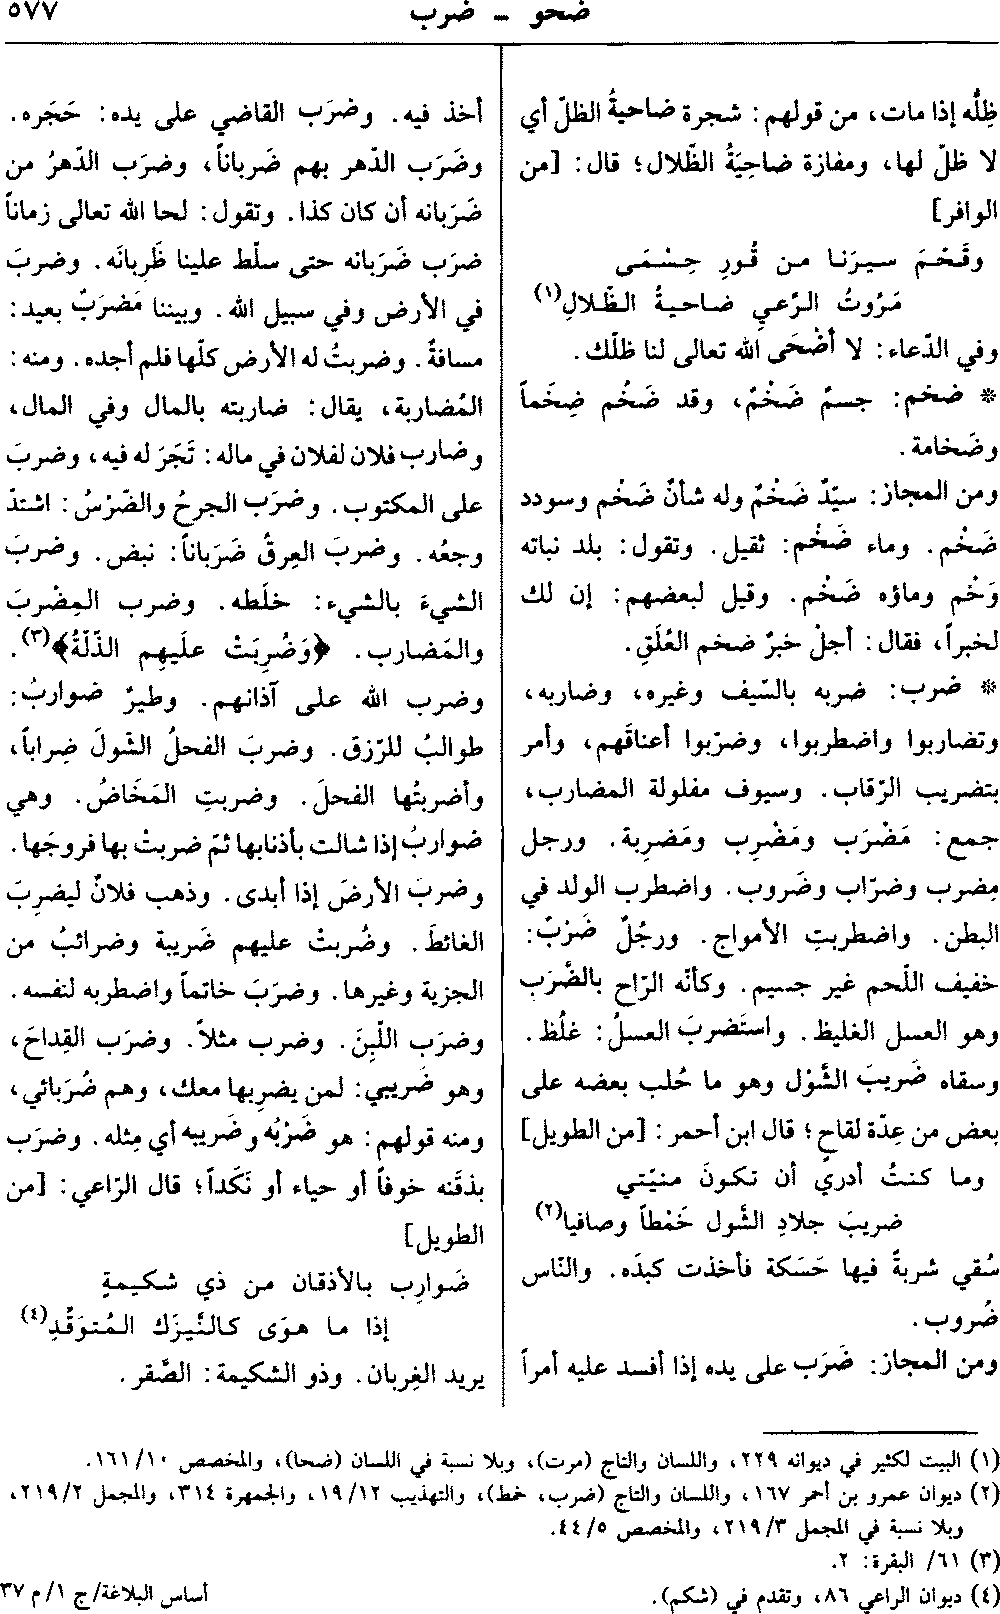 ضحو - ضرب
٥٧٧
ظِلُّه إذا مات، من قولهم: شجرة ضاحيةُ الظلّ أي
لا ظلّ لها، ومفازة ضاحِيَةُ الظّلال؛ قال: [من
الوافر]
وقَحْمَ سيرَنا من قُورِ حِسْمَى
مَرُوتُ الرَّعيِ ضاحيةُ الظّلالِ(١)
وفي الدّعاء: لا أضْحَى الله تعالى لنا ظلّك.
* ضخم: جسمٌ ضَخْمٌ، وقد ضَخُم ضِخَماً
وضَخامة.
ومن المجاز: سيّدٌ ضَخْمٌ وله شأنٌ ضَخْم وسودد
ضَخْم. وماء ضَخْم: ثقيل. وتقول: بلد نباته
وَخْم وماؤه ضَخْم. وقيل لبعضهم: إن لك
لخبراً، فقال: أجلْ خبرٌ ضخم العُلَقِ.
* ضرب: ضربه بالسّيف وغيره، وضاربه،
وتضاربوا واضطربوا، وضرّبوا أعناقَهم، وأمر
بتضريب الرّقاب. وسيوف مفلولة المضارب،
جمع: مَضْرَب ومَضْرِب ومَضرِبة. ورجل
مِضرب وضرّاب وضَروب. واضطرب الولد في
البطن. واضطربتِ الأمواج. ورجُلٌ ضَرْبٌ:
خفيف اللّحم غير جسيم. وكأنّه الرّاح بالضَّرَبِ
وهو العسل الغليظ. واستَضربَ العسلُ: غلُظ.
وسقاه ضَريبَ الشَّوْل وهو ما حُلب بعضه على
بعض من عِدّة لقاحٍ؛ قال ابن أحمر: [من الطويل]
وما كنتُ أدري أن تكونَ منيّتي
ضريبَ جلادِ الشَّول خَمْطاً وصافيا(٢)
سُقي شربةً فيها حَسَكة فأخذت كبدَه. والنّاس
ضُروب.
ومن المجاز: ضَرَب على يده إذا أفسد عليه أمراً
أخذ فيه. وضرَب القاضي على يده: حَجَره.
وضَرَب الدّهر بهم ضَرباناً، وضرَب الدّهرُ من
ضَرَبانه أن كان كذا. وتقول: لحا الله تعالى زماناً
ضرَب ضَرَبانه حتى سلّط علينا ظَرِبانَه. وضربَ
في الأرض وفي سبيل الله. وبيننا مَضرَبٌ بعيد:
مسافةٌ. وضربتُ له الأرض كلّها فلم أجده. ومنه:
المُضاربة، يقال: ضاربته بالمال وفي المال،
وضارب فلان لفلان في ماله: تَجَرَ له فيه، وضربَ
على المكتوب. وضرَب الجرحُ والضّرْسُ: اشتدّ
وجعُه. وضربَ العِرقُ ضَرَباناً: نبض. وضربَ
الشيءَ بالشيء: خلَطه. وضرب المِضْربَ
والمَضارب. ﴿وَضُرِبَتْ علَيهِم الذّلّةُ﴾(٣).
وضرب الله على آذانهم. وطيرٌ ضواربُ:
طوالبُ للرّزق. وضربَ الفحلُ الشّولَ ضِراباً،
وأضربتُها الفحلَ. وضربتِ المَخَاضُ. وهي
ضواربُ إذا شالت بأذنابها ثمّ ضربتْ بها فروجَها.
وضربَ الأرضَ إذا أبدى. وذهب فلانٌ ليضرِبَ
الغائطَ. وضُربتْ عليهم ضَريبة وضرائبُ من
الجزية وغيرها. وضرَبَ خاتماً واضطربه لنفسه.
وضرَب اللّبِنَ. وضرب مثلاً. وضرَب القِداحَ،
وهو ضَريبي: لمن يضرِبها معك، وهم ضُرَبائي،
ومنه قولهم: هو ضَرْبُه وضَريبه أي مِثله. وضرَب
بذقَنه خوفاً أو حياء أو نَكَداً؛ قال الرّاعي: [من
الطويل]
ضَوارِب بالأذقان من ذي شكيمةٍ
إذا ما هوَى كالنَّيزَك المُتوَقِّدِ(٤)
يريد الغِربان. وذو الشكيمة: الصَّقر.
(١) البيت لكثير في ديوانه ٢٢٩، واللسان والتاج (مرت)، وبلا نسبة في اللسان (ضحا)، والمخصص ١٦١/١٠.
(٢) ديوان عمرو بن أحمر ١٦٧، واللسان والتاج (ضرب، خمط)، والتهذيب ١٩/١٢، والجمهرة ٣١٤، والمجمل ٢١٩/٢،
وبلا نسبة في المجمل ٢١٩/٣، والمخصص ٤٤/٥.
(٣) ٦١/ البقرة: ٢.
(٤) ديوان الراعي ٨٦، وتقدم في (شكم).
أساس البلاغة/ج ١/م ٣٧